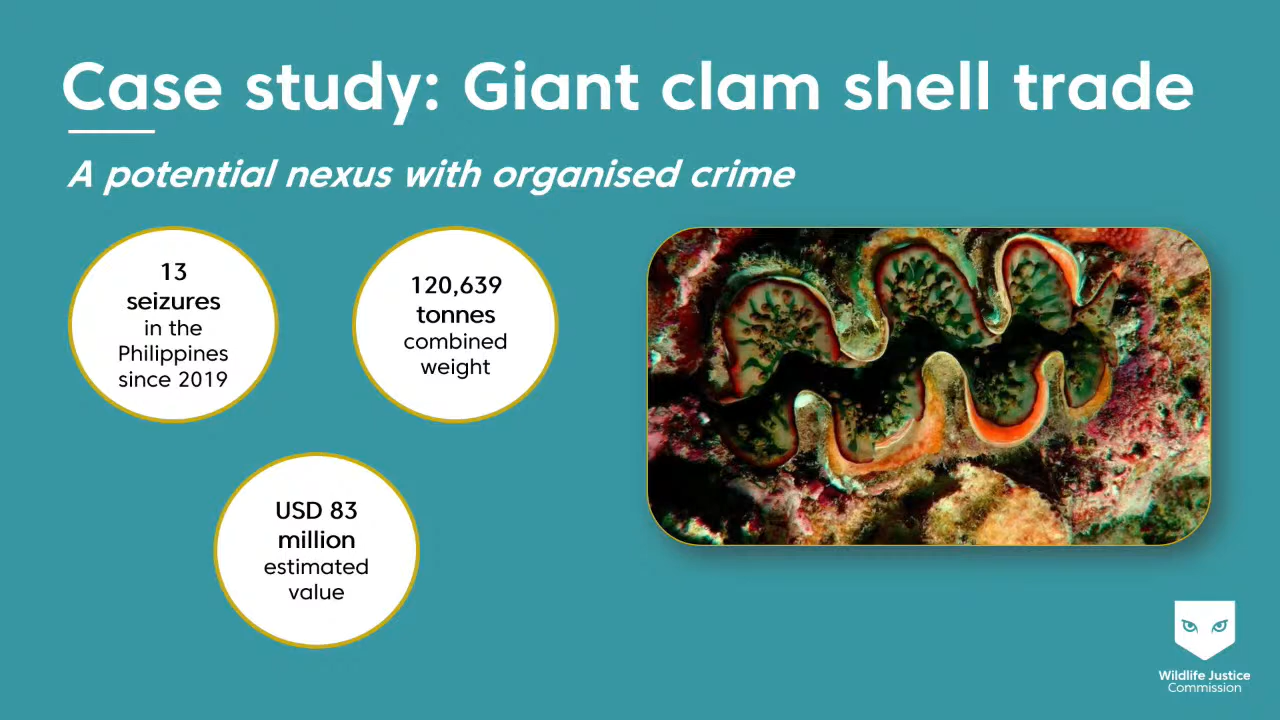 Case study: Giant clam shell trade
A potential nexus with organised crime
13
seizures
in the
Philippines
since 2019
120,639
tonnes
combined
weight
USD 83
million
estimated
value
Wildlife Justice
Commission